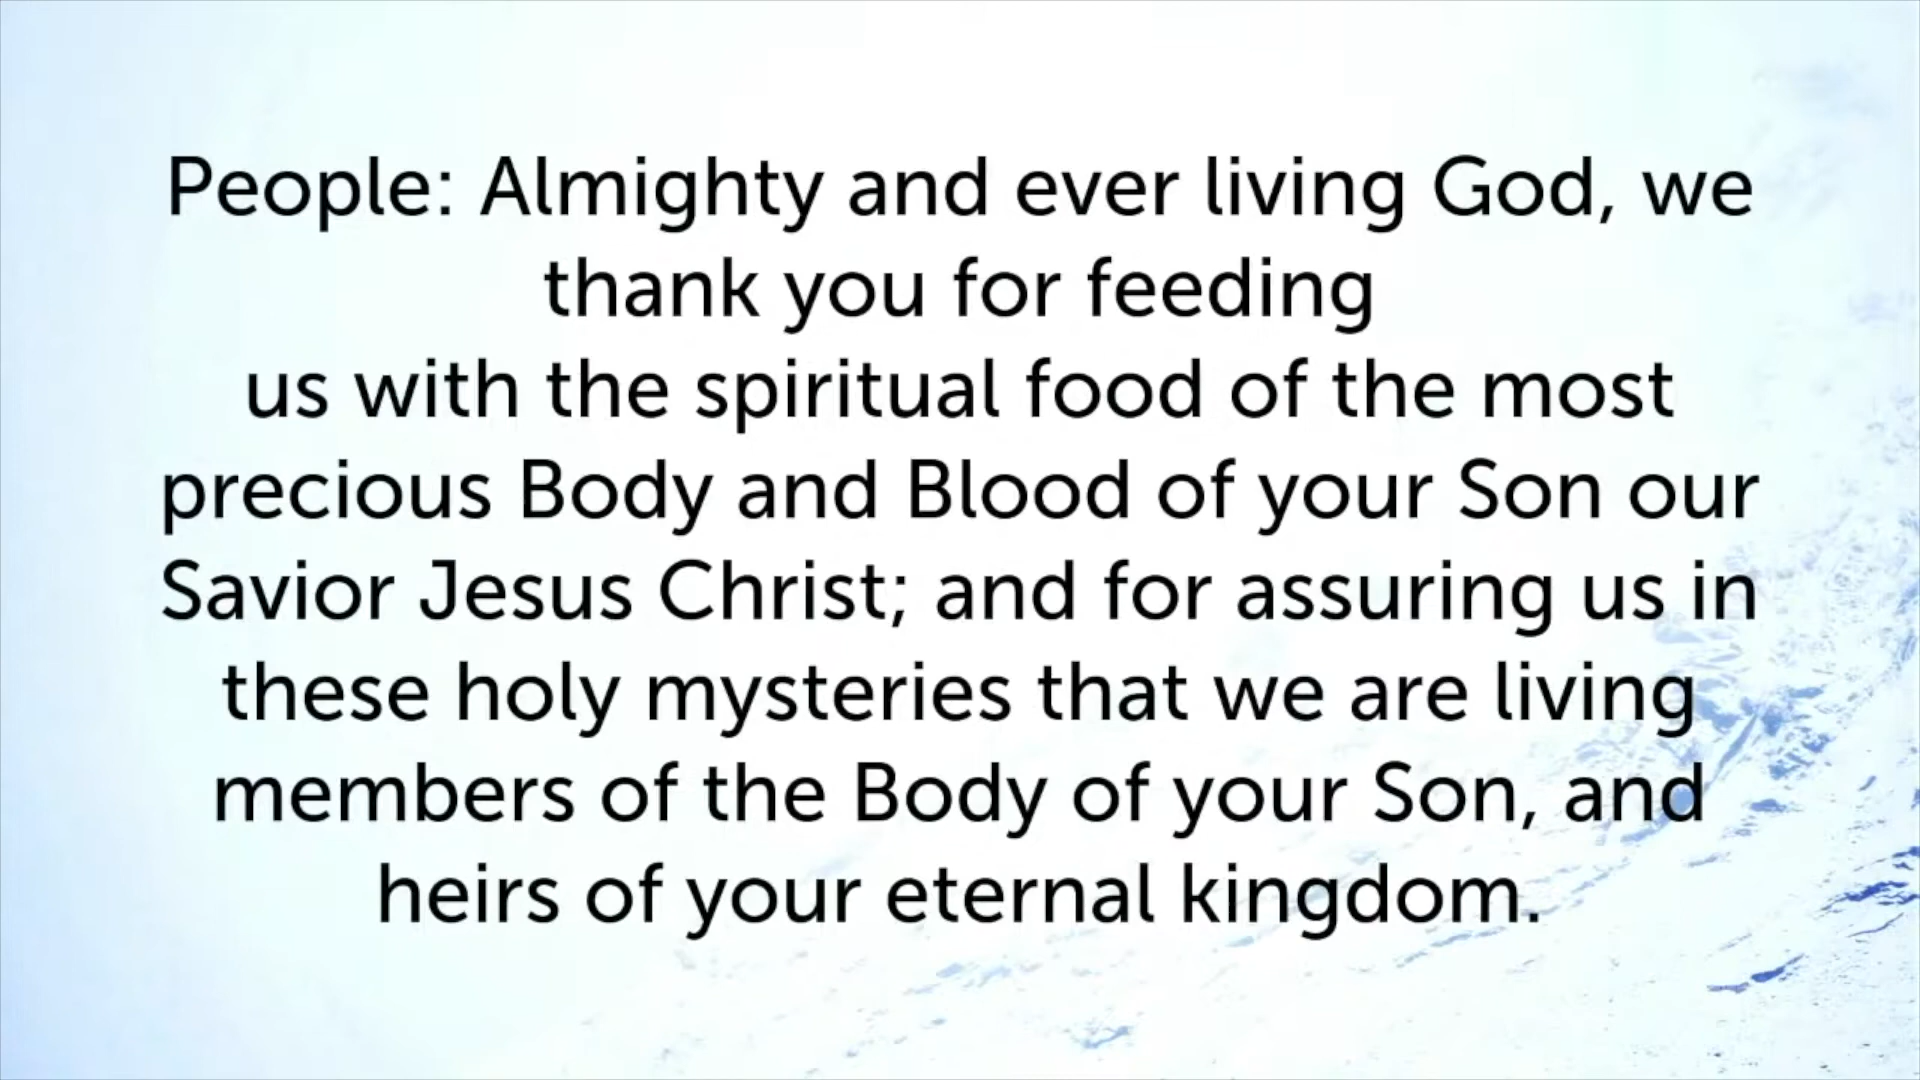 People: Almighty and ever living God, we
thank you for feeding
us with the spiritual food of the most
precious Body and Blood of your Son our
Savior Jesus Christ; and for assuring us in
these holy mysteries that we are living
members of the Body of your Son, and
heirs of your eternal kingdom.